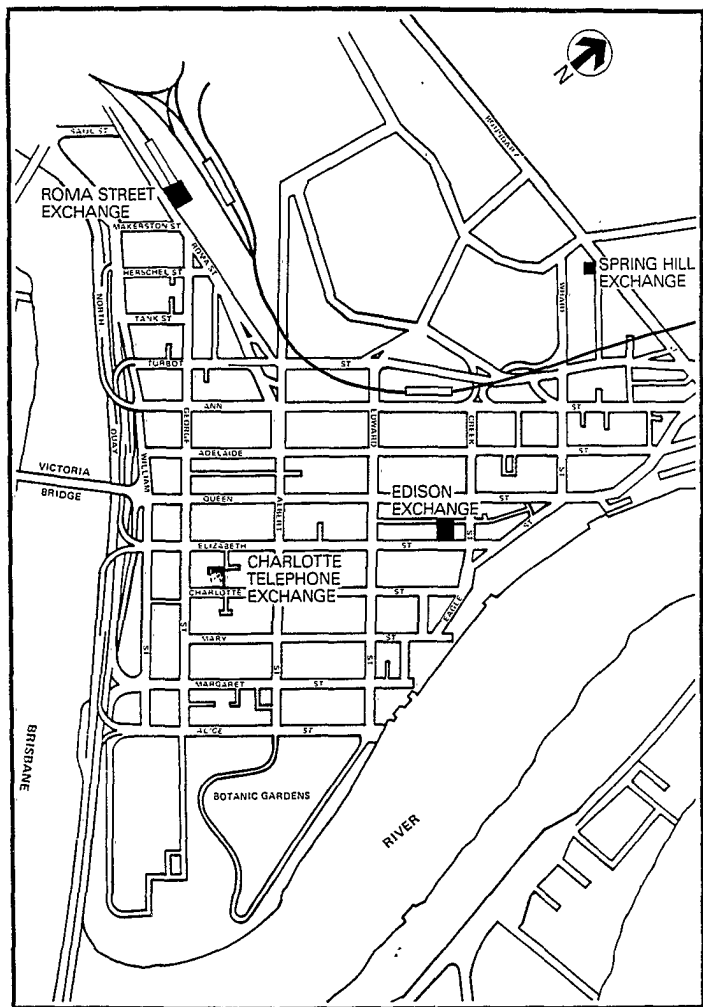 N
SAUL ST
BOUNDARY
ROMA STREET
EXCHANGE
MAKERSTON ST
ROMA ST
HERSCHEL ST
SPRING HILL
EXCHANGE
NORTH
WHARF
TANK ST
TURBOT ST
QUAY
GEORGE
ANN ST
EDWARD
CREEK
WILLIAM
ADELAIDE ST
ST
VICTORIA
BRIDGE
ALBERT
QUEEN ST
EDISON
EXCHANGE
ST
ST
ELIZABETH ST
CHARLOTTE
TELEPHONE
EXCHANGE
CHARLOTTE ST
EAGLE
ST
ST
MARY ST
ST
ST
MARGARET ST
ALICE ST
BRISBANE
BOTANIC GARDENS
RIVER